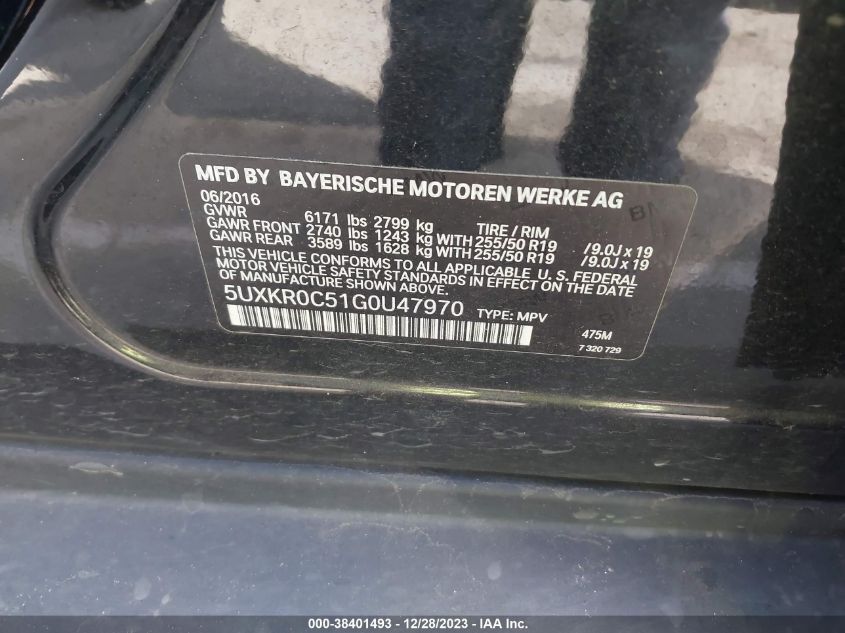 MFD BY BAYERISCHE MOTOREN WERKE AG
06/2016
GVWR 6171 lbs 2799 kg TIRE / RIM
GAWR FRONT 2740 lbs 1243 kg WITH 255/50 R19 /9.0J x 19
GAWR REAR 3589 lbs 1628 kg WITH 255/50 R19 /9.0J x 19
THIS VEHICLE CONFORMS TO ALL APPLICABLE U.S. FEDERAL
MOTOR VEHICLE SAFETY STANDARDS IN EFFECT ON THE DATE
OF MANUFACTURE SHOWN ABOVE.
5UXKR0C51G0U47970 TYPE: MPV
475M
7 320 729
000-38401493 - 12/28/2023 - IAA Inc.